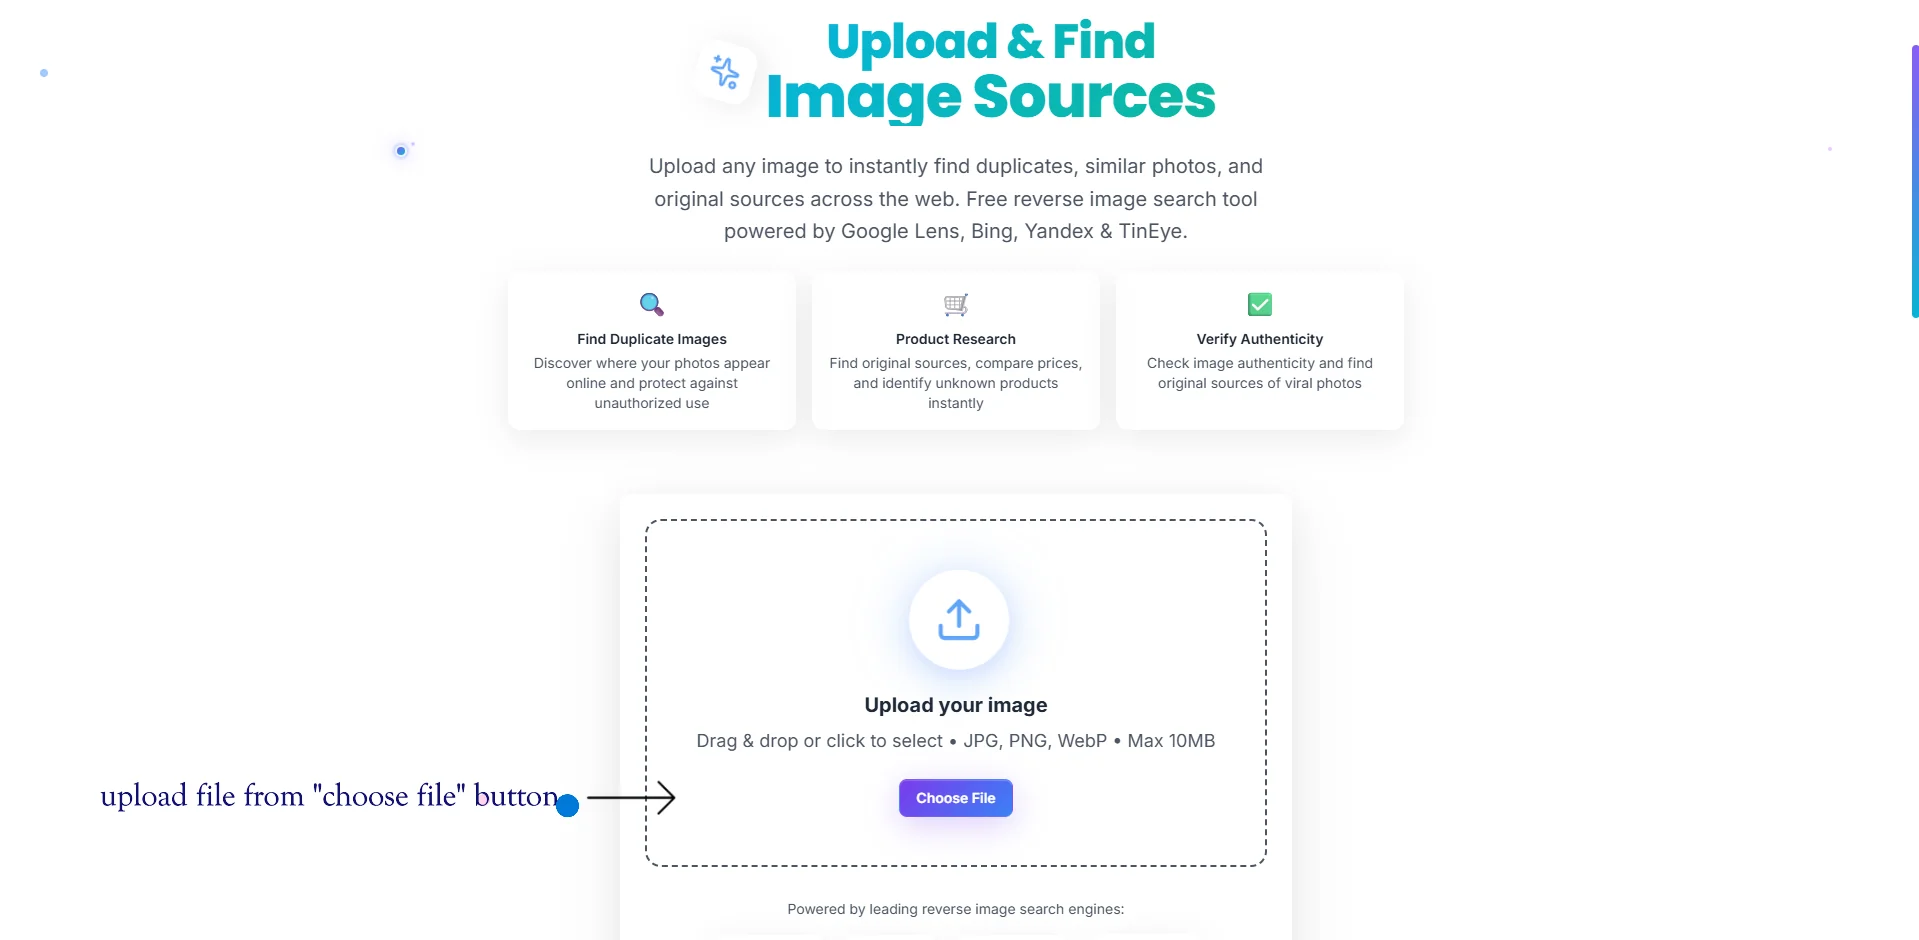 Upload & Find
Image Sources
Upload any image to instantly find duplicates, similar photos, and
original sources across the web. Free reverse image search tool
powered by Google Lens, Bing, Yandex & TinEye.
Find Duplicate Images
Discover where your photos appear
online and protect against
unauthorized use
Product Research
Find original sources, compare prices,
and identify unknown products
instantly
Verify Authenticity
Check image authenticity and find
original sources of viral photos
Upload your image
Drag & drop or click to select • JPG, PNG, WebP • Max 10MB
upload file from "choose file" button
Choose File
Powered by leading reverse image search engines: